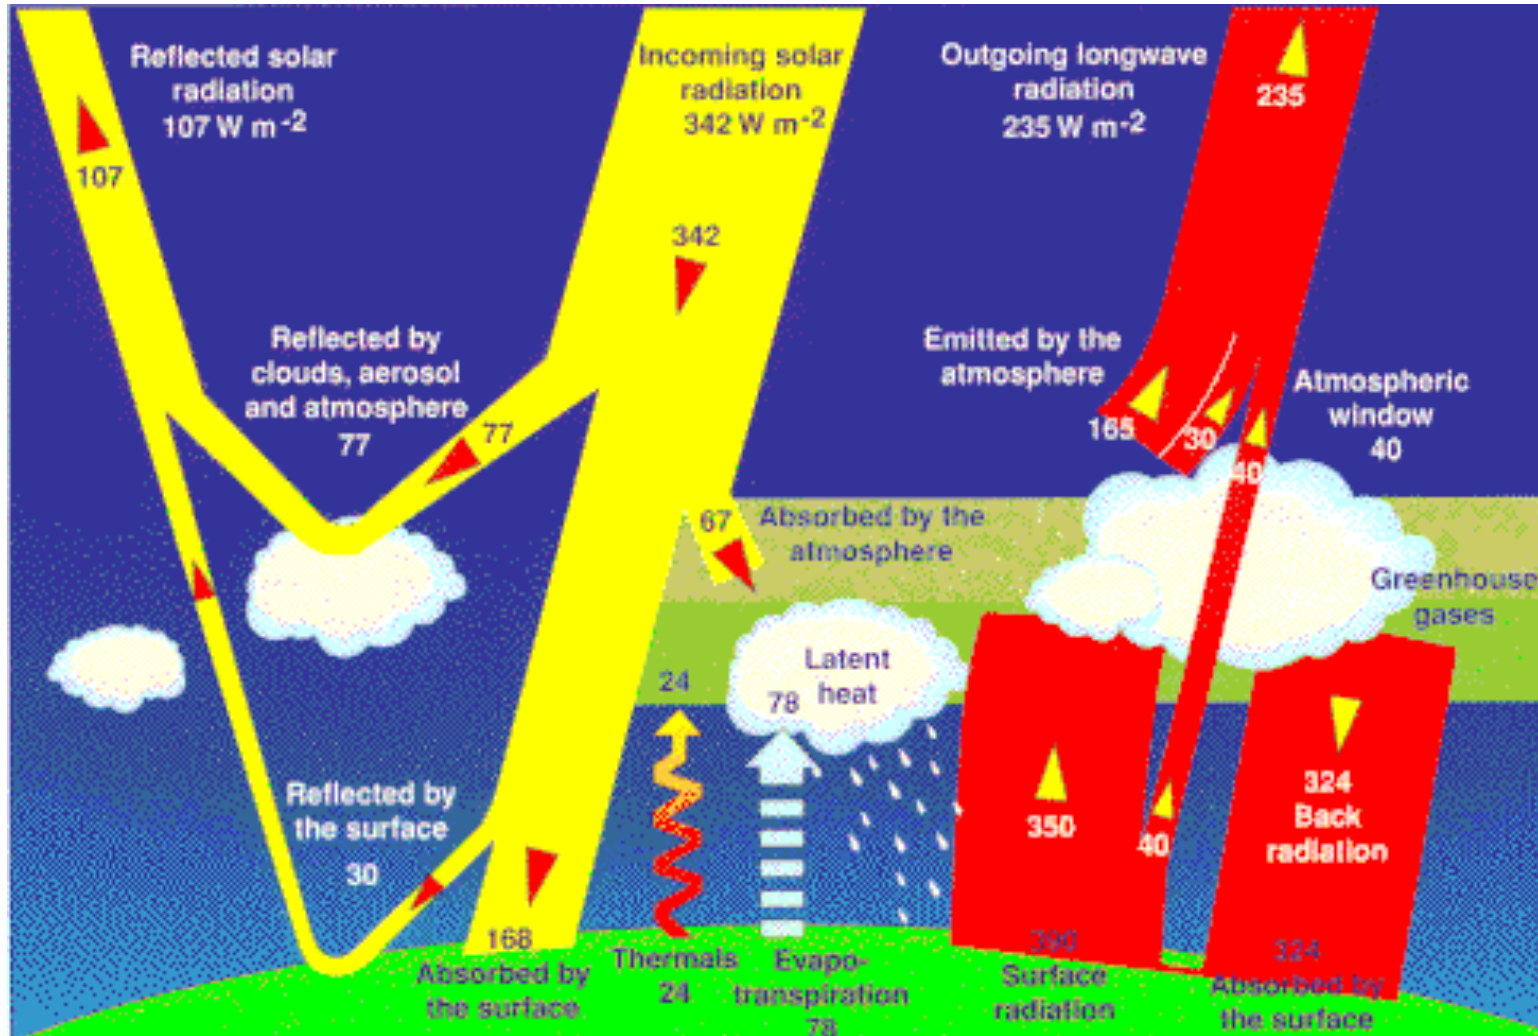 Reflected solar
radiation
107 W m-2
107
Incoming solar
radiation
342 W m-2
342
Outgoing longwave
radiation
235 W m-2
235
Reflected by
clouds, aerosol
and atmosphere
77
77
Emitted by the
atmosphere
165
30
40
Atmospheric
window
40
67
Absorbed by the
atmosphere
Greenhouse
gases
Latent
heat
24
78
Reflected by
the surface
30
350
40
324
Back
radiation
168
Absorbed by
the surface
Thermals
24
Evapo-
transpiration
78
390
Surface
radiation
324
Absorbed by
the surface